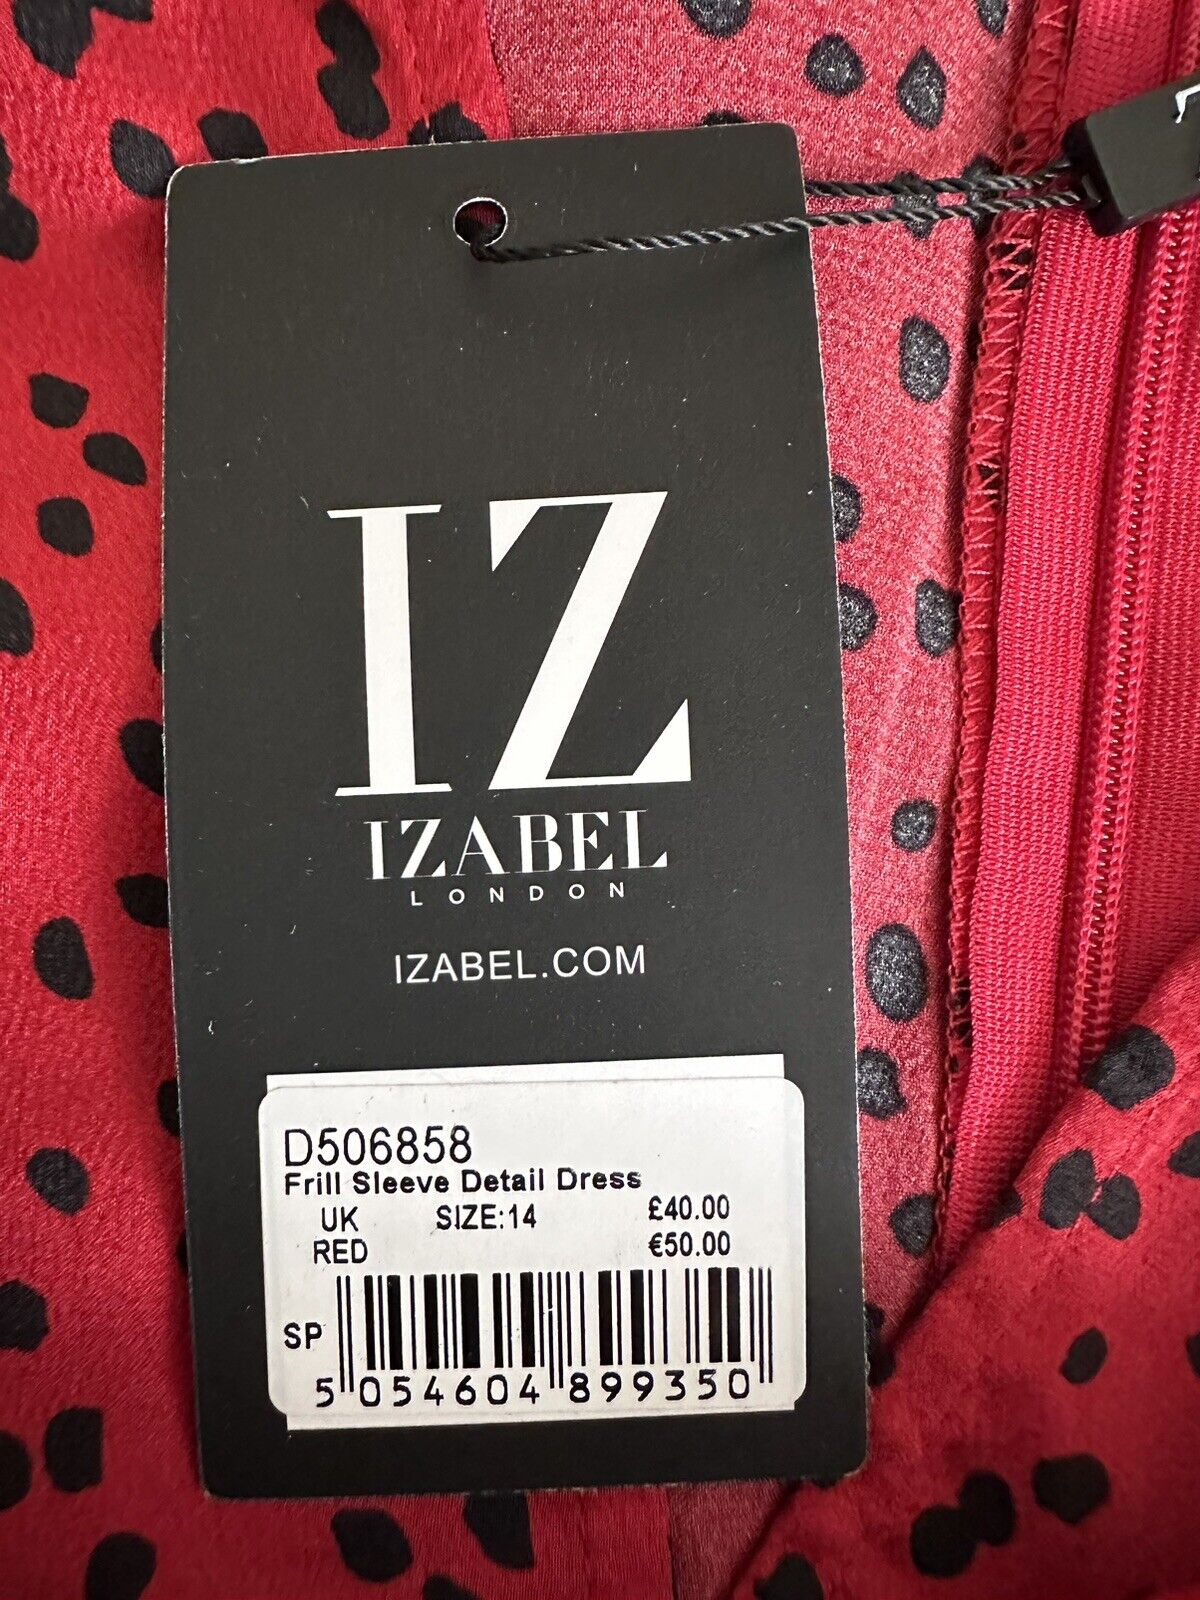 IZ
IZABEL
LONDON
IZABEL.COM
D506858
Frill Sleeve Detail Dress
UK SIZE:14 £40.00
RED €50.00
SP
5 054604 899350